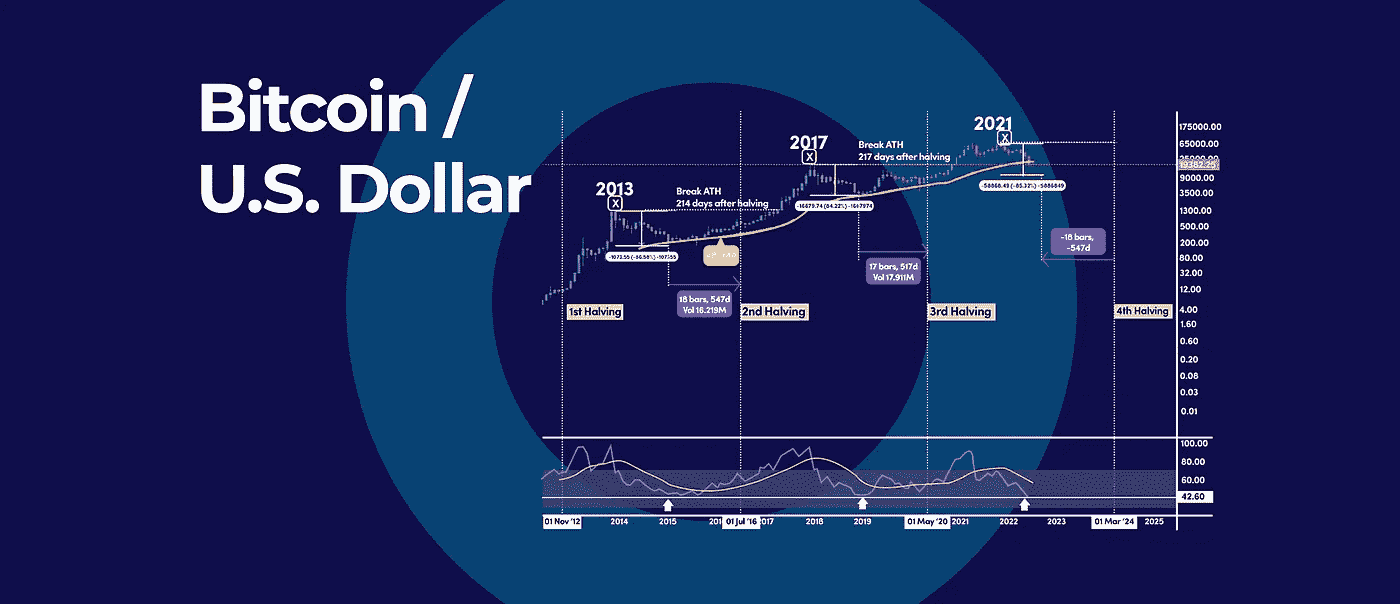 Bitcoin /
U.S. Dollar
2013
X
Break ATH
214 days after halving
2017
X
Break ATH
217 days after halving
2021
X
-1073.55 (-86.50%) -107355
-16679.74 (84.22%) -1667974
-58868.49 (-85.32%) -5886849
18 bars, 547d
Vol 16.219M
17 bars, 517d
Vol 17.911M
-18 bars,
-547d
1st Halving
2nd Halving
3rd Halving
4th Halving
175000.00
65000.00
25000.00
19382.25
9000.00
3500.00
1300.00
500.00
200.00
80.00
32.00
12.00
4.00
1.60
0.60
0.20
0.08
0.03
0.01
100.00
80.00
60.00
42.60
01 Nov '12
2014
2015
01 Jul '16
2017
2018
2019
01 May '20
2021
2022
2023
01 Mar '24
2025